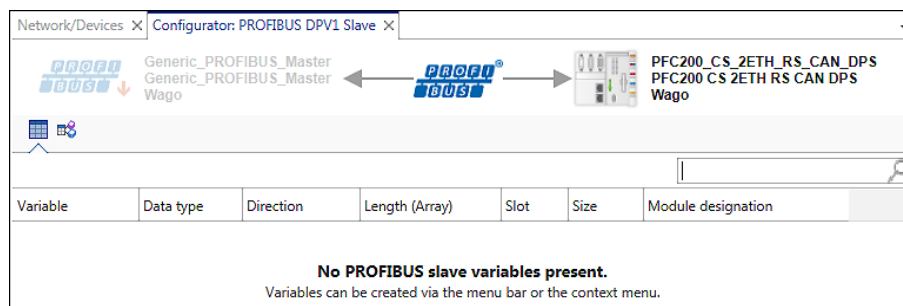 Network/Devices Configurator: PROFIBUS DPV1 Slave
PROFI BUS Generic_PROFIBUS_Master PROFI BUS ® PFC200_CS_2ETH_RS_CAN_DPS
Generic_PROFIBUS_Master PFC200 CS 2ETH RS CAN DPS
Wago Wago
Variable Data type Direction Length (Array) Slot Size Module designation
No PROFIBUS slave variables present.
Variables can be created via the menu bar or the context menu.